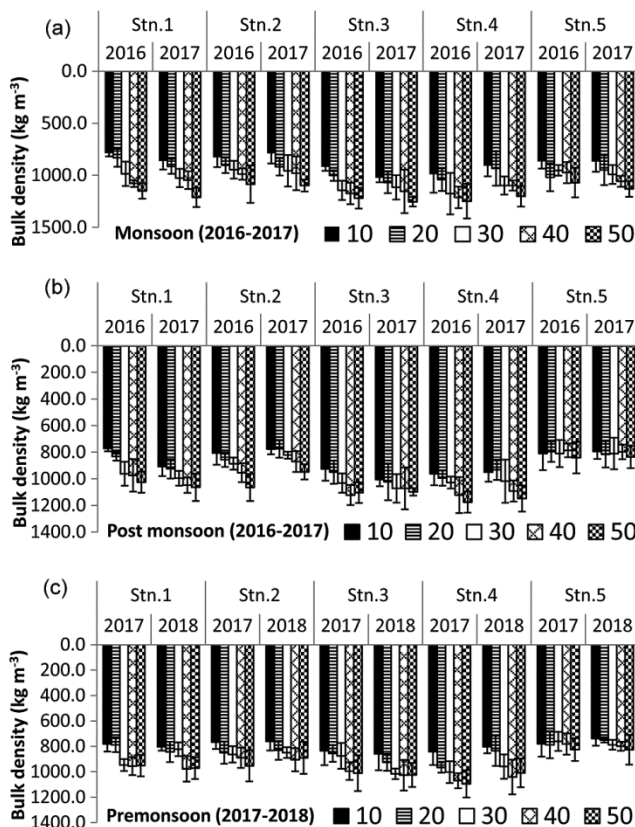 (a)
Stn.1 Stn.2 Stn.3 Stn.4 Stn.5
2016 2017 2016 2017 2016 2017 2016 2017 2016 2017
Bulk density (kg m⁻³)
0.0
500.0
1000.0
1500.0
Monsoon (2016-2017) 10 20 30 40 50
(b)
Stn.1 Stn.2 Stn.3 Stn.4 Stn.5
2016 2017 2016 2017 2016 2017 2016 2017 2016 2017
Bulk density (kg m⁻³)
0.0
200.0
400.0
600.0
800.0
1000.0
1200.0
1400.0
Post monsoon (2016-2017) 10 20 30 40 50
(c)
Stn.1 Stn.2 Stn.3 Stn.4 Stn.5
2017 2018 2017 2018 2017 2018 2017 2018 2017 2018
Bulk density (kg m⁻³)
0.0
200.0
400.0
600.0
800.0
1000.0
1200.0
1400.0
Premonsoon (2017-2018) 10 20 30 40 50